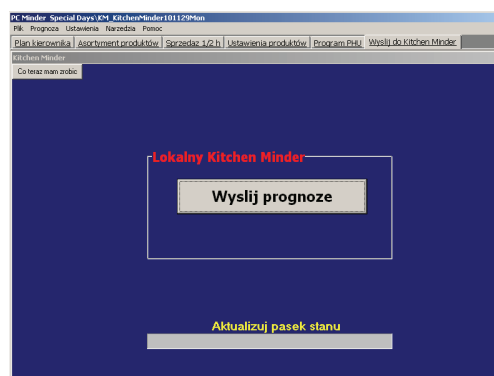 PC Minder Special Days\KM_KitchenMinder101129Mon
Plik Prognoza Ustawienia Narzedzia Pomoc
Plan kierownika Asortyment produktów Sprzedaz 1/2 h Ustawienia produktów Program PHU Wyslij do Kitchen Minder
Kitchen Minder
Co teraz mam zrobic
Lokalny Kitchen Minder
Wyslij prognoze
Aktualizuj pasek stanu